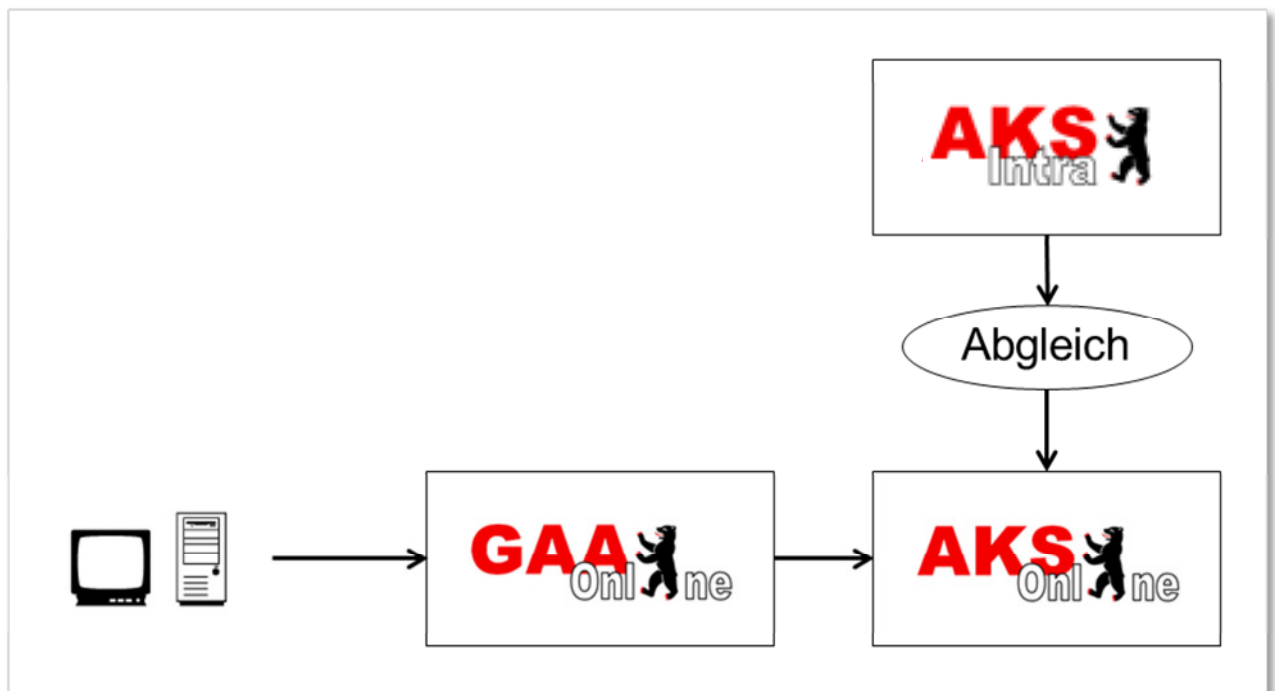 AKS
Intra
Abgleich
GAA
Online
AKS
Online